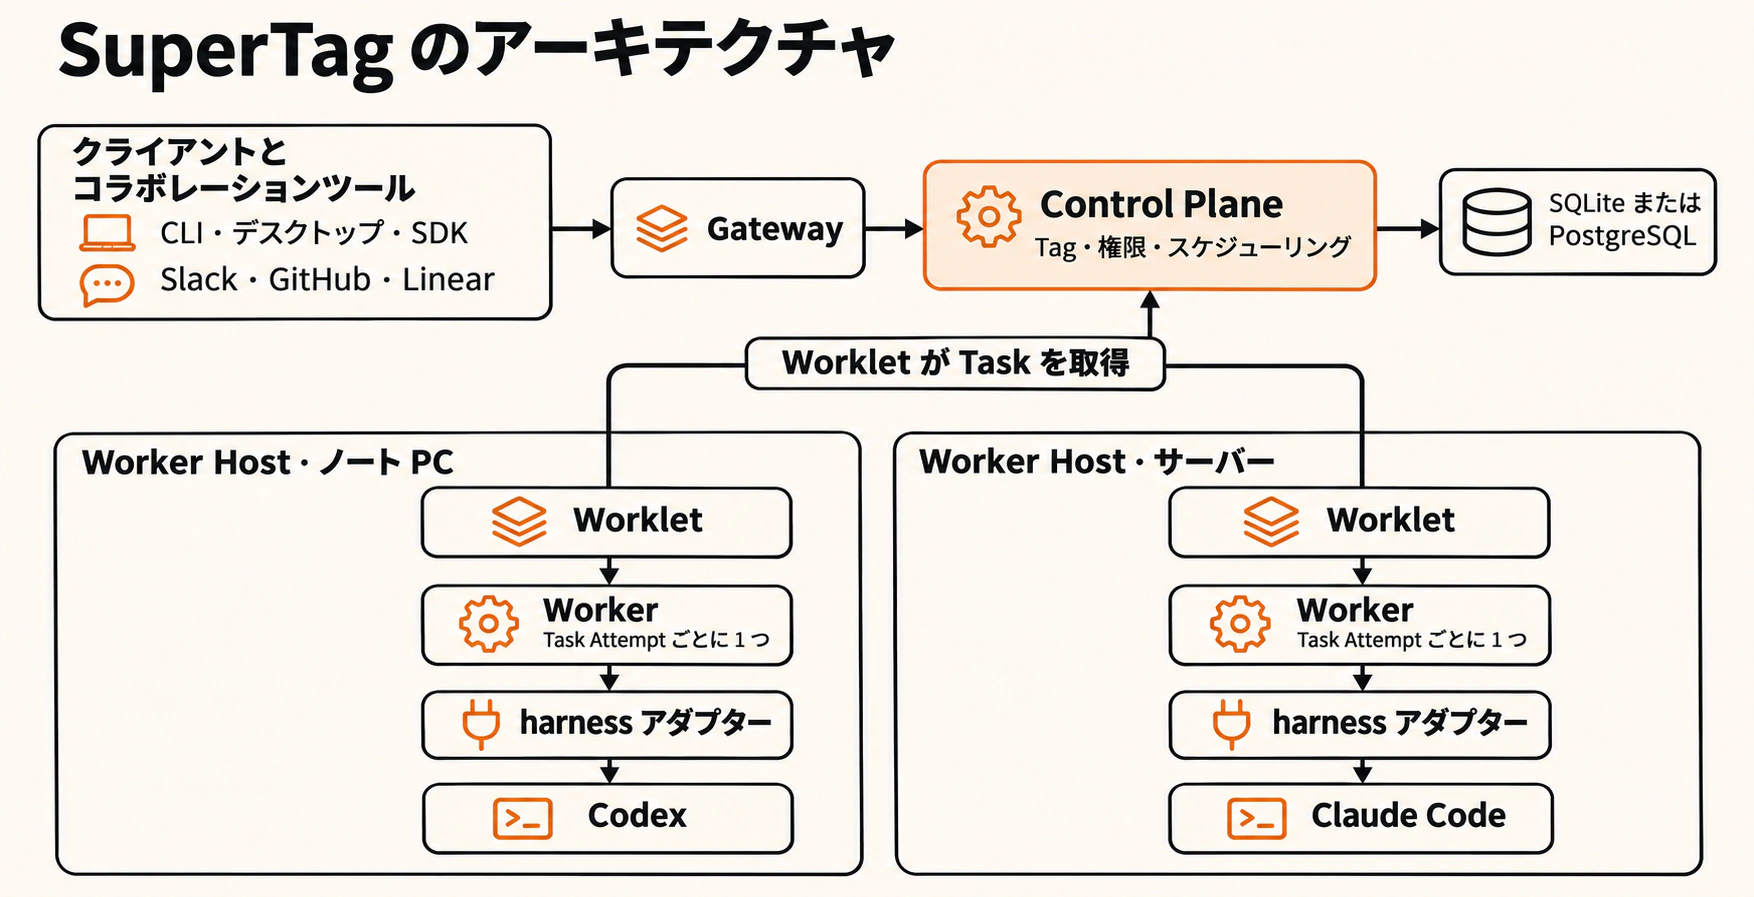 SuperTag のアーキテクチャ
クライアントと
コラボレーションツール
CLI・デスクトップ・SDK
Slack・GitHub・Linear
Gateway
Control Plane
Tag・権限・スケジューリング
SQLite または
PostgreSQL
Worklet が Task を取得
Worker Host・ノート PC
Worklet
Worker
Task Attempt ごとに 1 つ
harness アダプター
Codex
Worker Host・サーバー
Worklet
Worker
Task Attempt ごとに 1 つ
harness アダプター
Claude Code